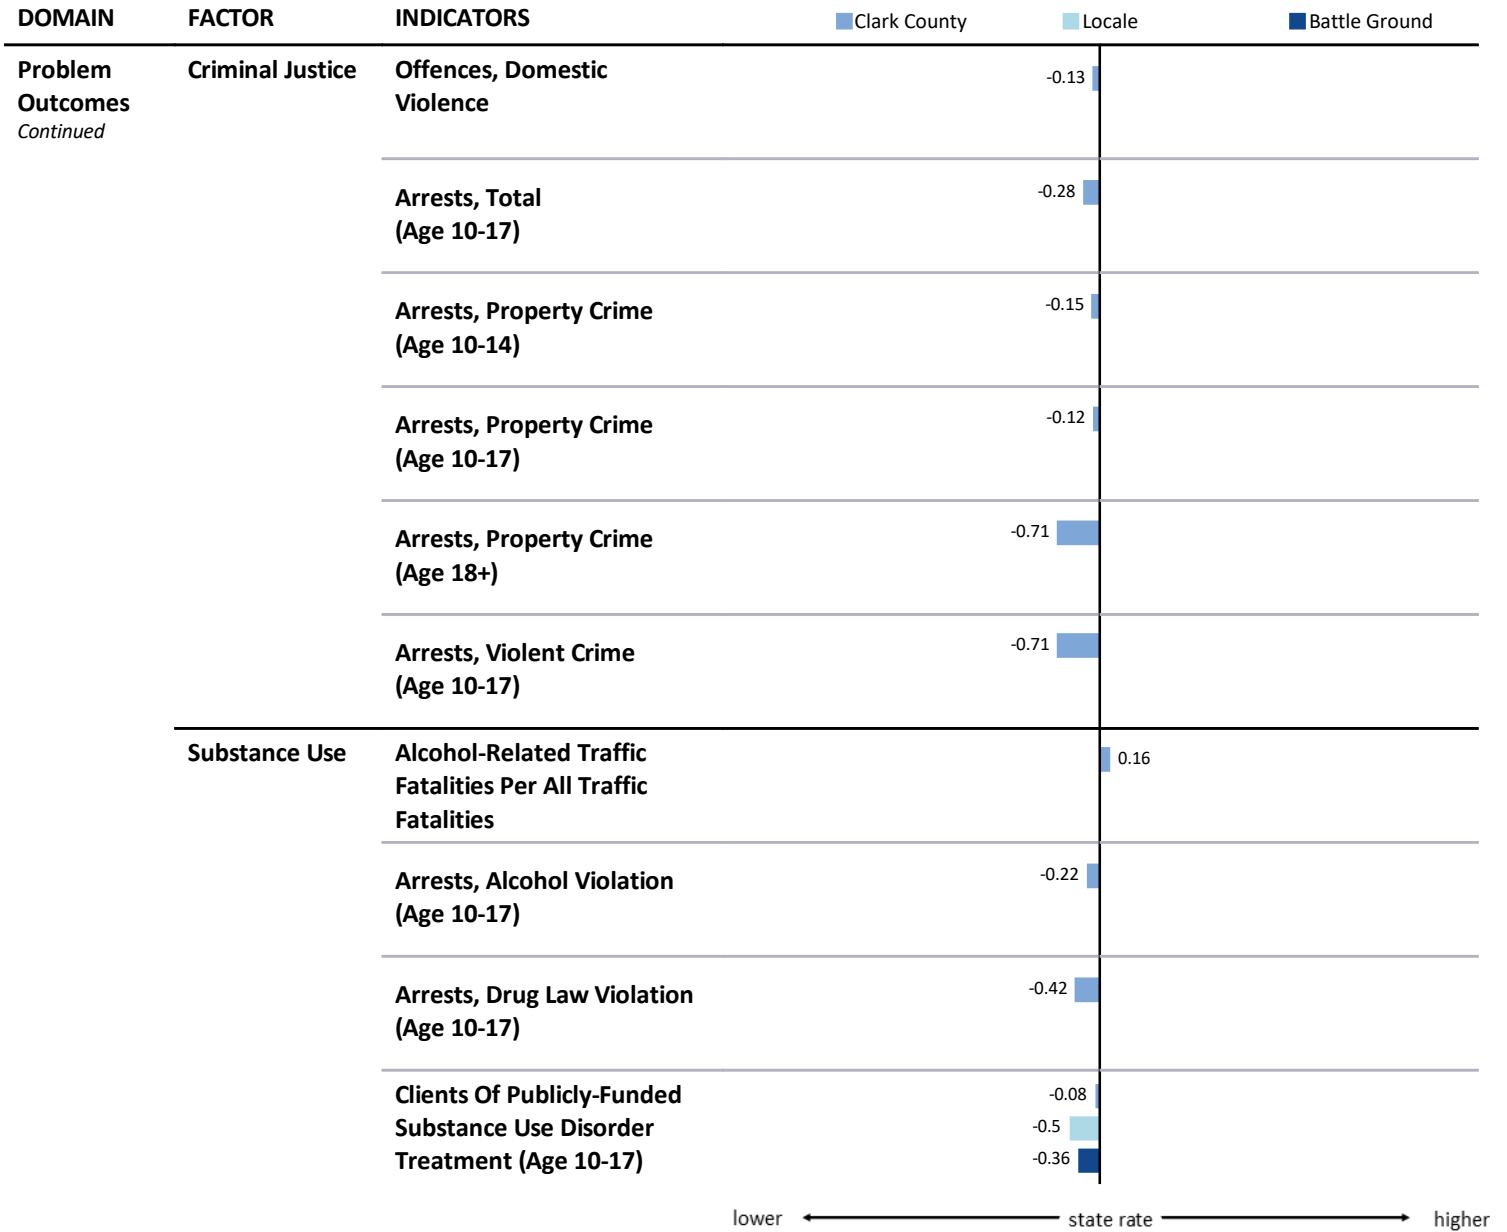 DOMAIN FACTOR INDICATORS Clark County Locale Battle Ground
Problem Outcomes
Continued
Criminal Justice
Offences, Domestic
Violence
-0.13
Arrests, Total
(Age 10-17)
-0.28
Arrests, Property Crime
(Age 10-14)
-0.15
Arrests, Property Crime
(Age 10-17)
-0.12
Arrests, Property Crime
(Age 18+)
-0.71
Arrests, Violent Crime
(Age 10-17)
-0.71
Substance Use
Alcohol-Related Traffic
Fatalities Per All Traffic
Fatalities
0.16
Arrests, Alcohol Violation
(Age 10-17)
-0.22
Arrests, Drug Law Violation
(Age 10-17)
-0.42
Clients Of Publicly-Funded
Substance Use Disorder
Treatment (Age 10-17)
-0.08
-0.5
-0.36
lower state rate higher